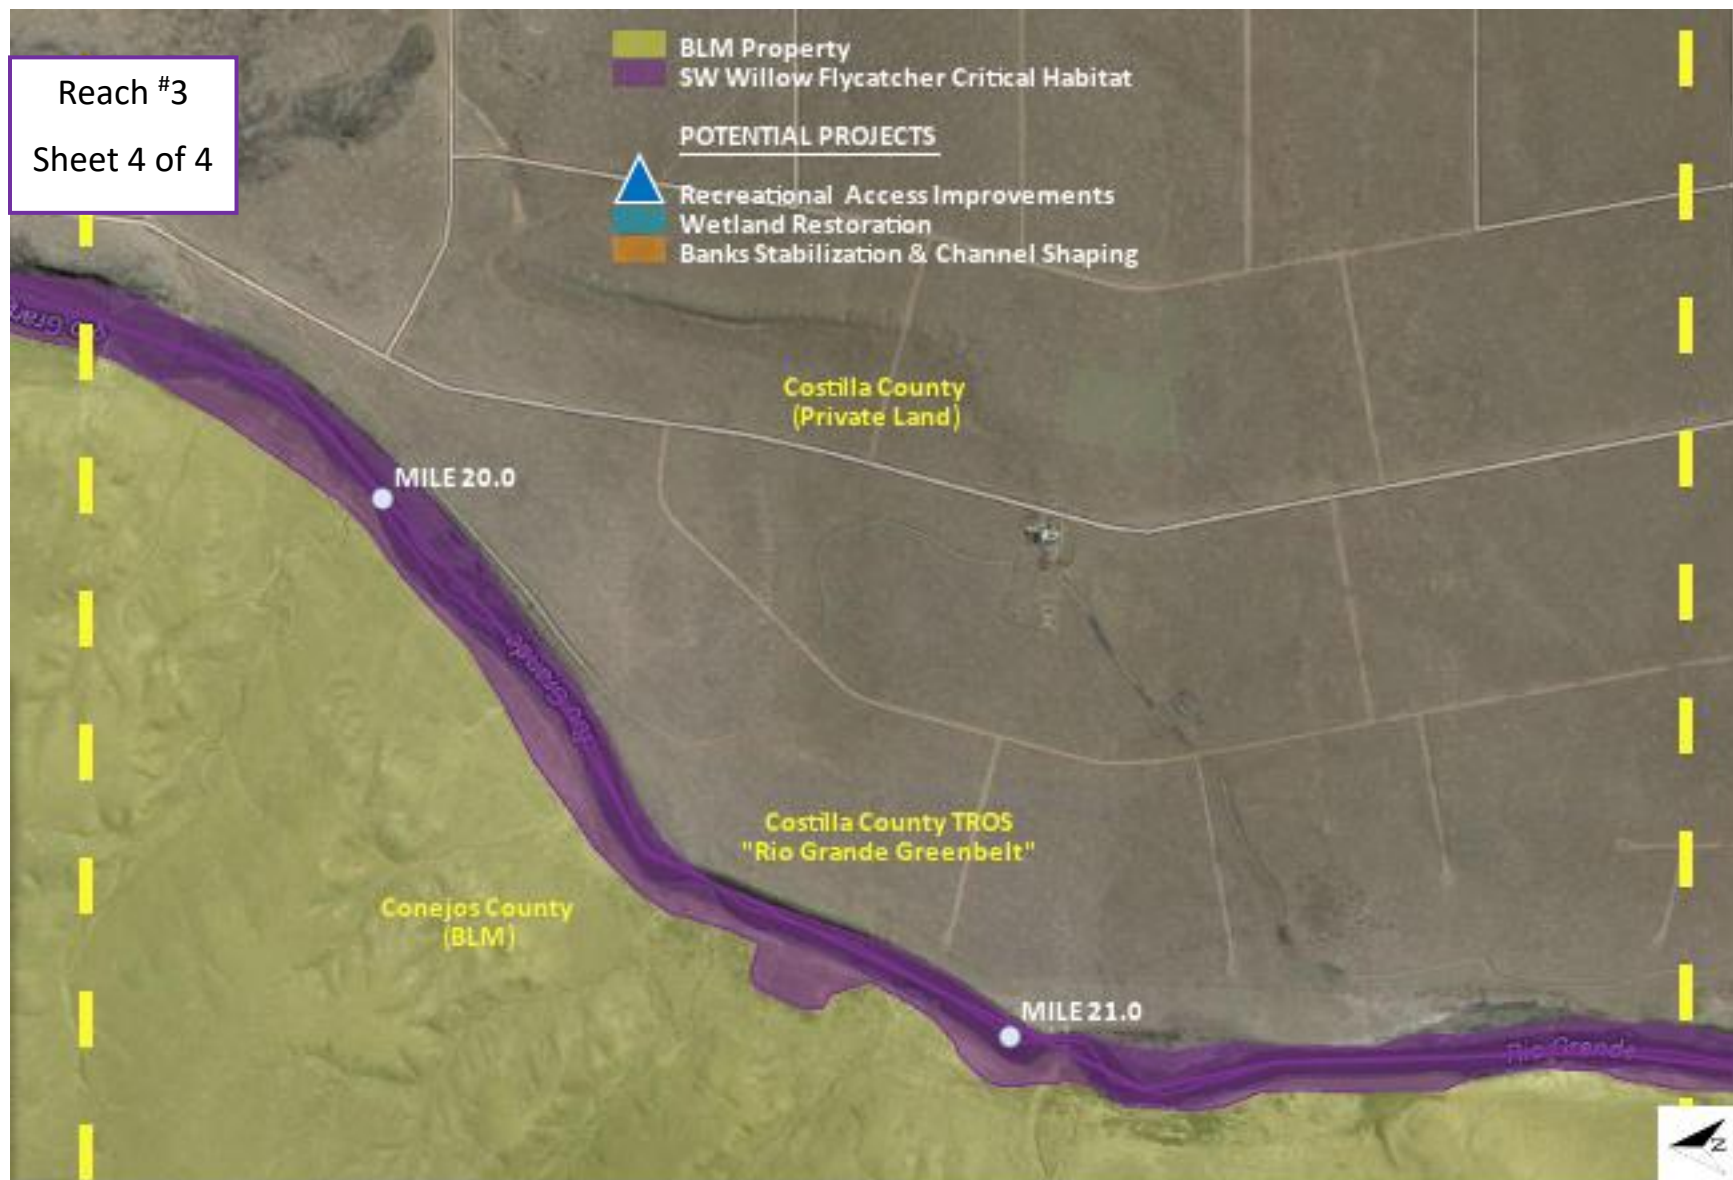 Reach #3
Sheet 4 of 4
BLM Property
SW Willow Flycatcher Critical Habitat
POTENTIAL PROJECTS
Recreational Access Improvements
Wetland Restoration
Banks Stabilization & Channel Shaping
Rio Gran
Costilla County
(Private Land)
MILE 20.0
Rio Grande
Costilla County TROS
"Rio Grande Greenbelt"
Conejos County
(BLM)
MILE 21.0
Rio Grande
N